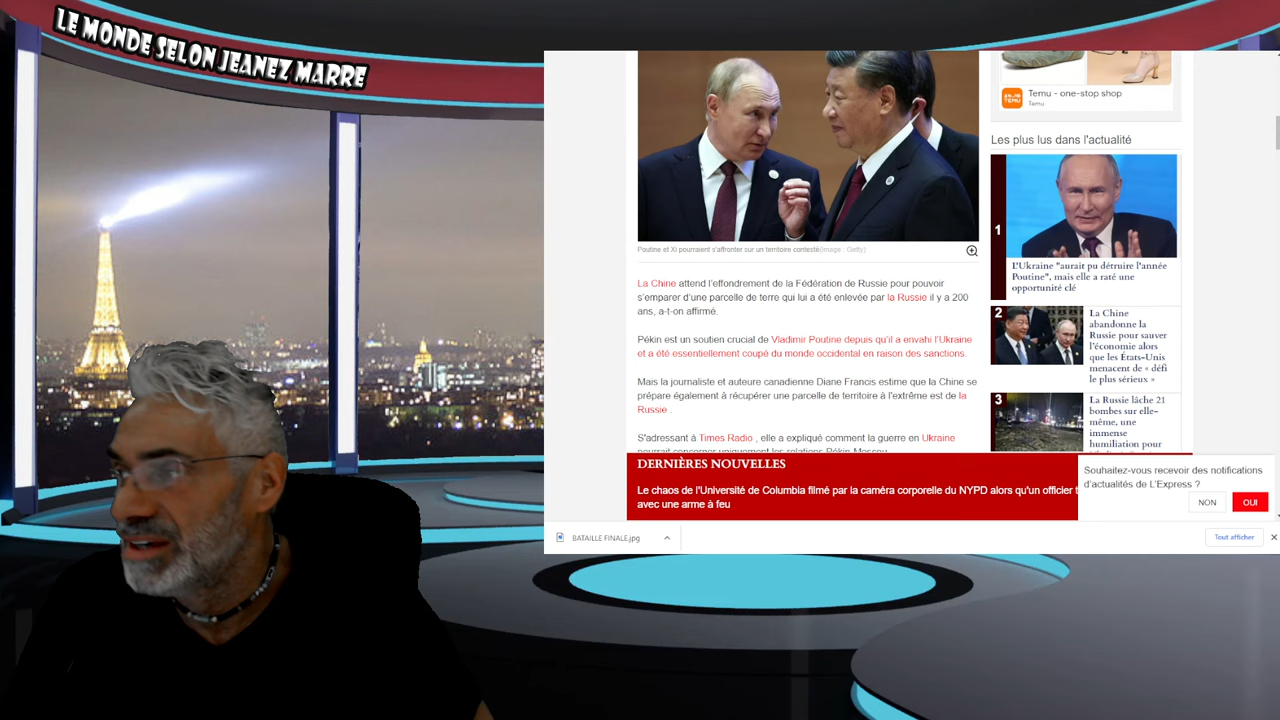 LE MONDE SELON JEANEZ MARRE
Poutine et Xi pourraient s'affronter sur un territoire contesté(Image : Getty)
La Chine attend l'effondrement de la Fédération de Russie pour pouvoir
s'emparer d'une parcelle de terre qui lui a été enlevée par la Russie il y a 200
ans, a-t-on affirmé.
Pékin est un soutien crucial de Vladimir Poutine depuis qu'il a envahi l'Ukraine
et a été essentiellement coupé du monde occidental en raison des sanctions.
Mais la journaliste et auteure canadienne Diane Francis estime que la Chine se
prépare également à récupérer une parcelle de territoire à l'extrême est de la
Russie .
S'adressant à Times Radio , elle a expliqué comment la guerre en Ukraine
pourrait concerner uniquement les relations Pékin-Moscou.
DERNIÈRES NOUVELLES
Le chaos de l'Université de Columbia filmé par la caméra corporelle du NYPD alors qu'un officier t
avec une arme à feu
TEMU
Temu - one-stop shop
Temu
Les plus lus dans l'actualité
1
L'Ukraine "aurait pu détruire l'année
Poutine", mais elle a raté une
opportunité clé
2
La Chine
abandonne la
Russie pour sauver
l'économie alors
que les États-Unis
menacent de « défi
le plus sérieux »
3
La Russie lâche 21
bombes sur elle-
même, une
immense
humiliation pour
Souhaitez-vous recevoir des notifications
d'actualités de L'Express ?
NON
OUI
BATAILLE FINALE.jpg
Tout afficher